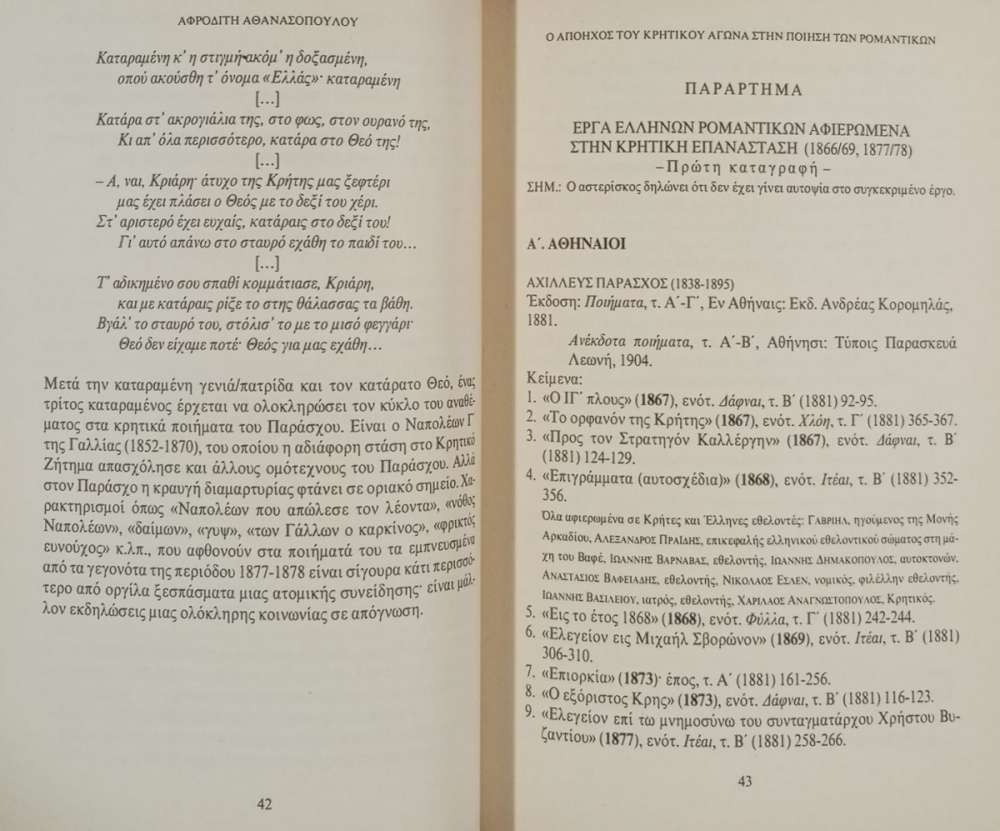 ΑΦΡΟΔΙΤΗ ΑΘΑΝΑΣΟΠΟΥΛΟΥ
Καταραμένη κ’ η στιγμή·ακόμ’ η δοξασμένη,
οπού ακούσθη τ’ όνομα «Ελλάς»· καταραμένη
[...]
Κατάρα στ’ ακρογιάλια της, στο φως, στον ουρανό της,
Κι απ’ όλα περισσότερο, κατάρα στο Θεό της!
[...]
– Α, ναι, Κριάρη· άτυχο της Κρήτης μας ξεφτέρι
μας έχει πλάσει ο Θεός με το δεξί του χέρι.
Στ’ αριστερό έχει ευχαίς, κατάραις στο δεξί του!
Γι’ αυτό απάνω στο σταυρό εχάθη το παιδί του...
[...]
Τ’ αδικημένο σου σπαθί κομμάτιασε, Κριάρη,
και με κατάραις ρίξε το στης θάλασσας τα βάθη.
Βγάλ’ το σταυρό του, στόλισ’ το με το μισό φεγγάρι·
Θεό δεν είχαμε ποτέ· Θεός για μας εχάθη...
Μετά την καταραμένη γενιά/πατρίδα και τον κατάρατο Θεό, ένας
τρίτος καταραμένος έρχεται να ολοκληρώσει τον κύκλο του αναθέ-
ματος στα κρητικά ποιήματα του Παράσχου. Είναι ο Ναπολέων Γ΄
της Γαλλίας (1852-1870), του οποίου η αδιάφορη στάση στο Κρητικό
Ζήτημα απασχόλησε και άλλους ομότεχνους του Παράσχου. Αλλά
στον Παράσχο η κραυγή διαμαρτυρίας φτάνει σε οριακό σημείο. Χα-
ρακτηρισμοί όπως «Ναπολέων που απώλεσε τον λέοντα», «νόθος
Ναπολέων», «δαίμων», «γυψ», «των Γάλλων ο καρκίνος», «φρικτός
ευνούχος» κ.λπ., που αφθονούν στα ποιήματά του τα εμπνευσμένα
από τα γεγονότα της περιόδου 1877-1878 είναι σίγουρα κάτι περισσό-
τερο από οργίλα ξεσπάσματα μιας ατομικής συνείδησης· είναι μάλ-
λον εκδηλώσεις μιας ολόκληρης κοινωνίας σε απόγνωση.
42
Ο ΑΠΟΗΧΟΣ ΤΟΥ ΚΡΗΤΙΚΟΥ ΑΓΩΝΑ ΣΤΗΝ ΠΟΙΗΣΗ ΤΩΝ ΡΟΜΑΝΤΙΚΩΝ
ΠΑΡΑΡΤΗΜΑ
ΕΡΓΑ ΕΛΛΗΝΩΝ ΡΟΜΑΝΤΙΚΩΝ ΑΦΙΕΡΩΜΕΝΑ
ΣΤΗΝ ΚΡΗΤΙΚΗ ΕΠΑΝΑΣΤΑΣΗ (1866/69, 1877/78)
– Πρώτη καταγραφή –
ΣΗΜ.: Ο αστερίσκος δηλώνει ότι δεν έχει γίνει αυτοψία στο συγκεκριμένο έργο.
Α΄. ΑΘΗΝΑΙΟΙ
ΑΧΙΛΛΕΥΣ ΠΑΡΑΣΧΟΣ (1838-1895)
Έκδοση: Ποιήματα, τ. Α΄-Γ΄, Εν Αθήναις: Εκδ. Ανδρέας Κορομηλάς,
1881.
Ανέκδοτα ποιήματα, τ. Α΄-Β΄, Αθήνησι: Τύποις Παρασκευά
Λεωνή, 1904.
Κείμενα:
1. «Ο ΙΓ΄ πλους» (1867), ενότ. Δάφναι, τ. Β΄ (1881) 92-95.
2. «Το ορφανόν της Κρήτης» (1867), ενότ. Χλόη, τ. Γ΄ (1881) 365-367.
3. «Προς τον Στρατηγόν Καλλέργην» (1867), ενότ. Δάφναι, τ. Β΄
(1881) 124-129.
4. «Επιγράμματα (αυτοσχέδια)» (1868), ενότ. Ιτέαι, τ. Β΄ (1881) 352-
356.
Όλα αφιερωμένα σε Κρήτες και Έλληνες εθελοντές: ΓΑΒΡΙΗΛ, ηγούμενος της Μονής
Αρκαδίου, ΑΛΕΞΑΝΔΡΟΣ ΠΡΑΪΔΗΣ, επικεφαλής ελληνικού εθελοντικού σώματος στη μά-
χη του Βαφέ, ΙΩΑΝΝΗΣ ΒΑΡΝΑΒΑΣ, εθελοντής, ΙΩΑΝΝΗΣ ΔΗΜΑΚΟΠΟΥΛΟΣ, αυτοκτονών,
ΑΝΑΣΤΑΣΙΟΣ ΒΑΦΕΙΑΔΗΣ, εθελοντής, ΝΙΚΟΛΑΟΣ ΕΣΛΕΝ, νομικός, φιλέλλην εθελοντής,
ΙΩΑΝΝΗΣ ΒΑΣΙΛΕΙΟΥ, ιατρός, εθελοντής, ΧΑΡΙΛΑΟΣ ΑΝΑΓΝΩΣΤΟΠΟΥΛΟΣ, Κρητικός.
5. «Εις το έτος 1868» (1868), ενότ. Φύλλα, τ. Γ΄ (1881) 242-244.
6. «Ελεγείον εις Μιχαήλ Σβορώνον» (1869), ενότ. Ιτέαι, τ. Β΄ (1881)
306-310.
7. «Επιορκία» (1873)· έπος, τ. Α΄ (1881) 161-256.
8. «Ο εξόριστος Κρης» (1873), ενότ. Δάφναι, τ. Β΄ (1881) 116-123.
9. «Ελεγείον επί τω μνημοσύνω του συνταγματάρχου Χρήστου Βυ-
ζαντίου» (1877), ενότ. Ιτέαι, τ. Β΄ (1881) 258-266.
43